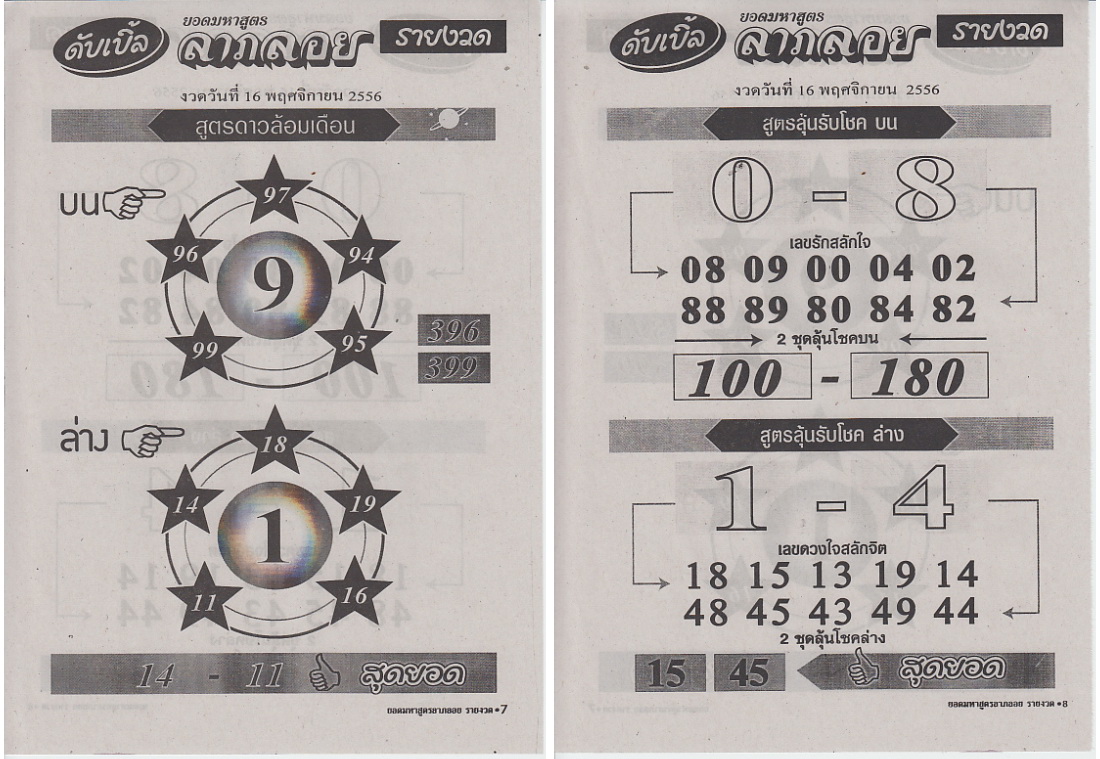 ดับเบิ้ล
ยอดมหาสูตร
ลาภลอย
รายงวด
งวดวันที่ 16 พฤศจิกายน 2556
สูตรดาวล้อมเดือน
บน
97
96
94
9
99
95
396
399
ล่าง
18
14
19
1
11
16
14 - 11 สุดยอด
ยอดมหาสูตรลาภลอย รายงวด •7
ดับเบิ้ล
ยอดมหาสูตร
ลาภลอย
รายงวด
งวดวันที่ 16 พฤศจิกายน 2556
สูตรลุ้นรับโชค บน
0 - 8
เลขรักสลักใจ
08 09 00 04 02
88 89 80 84 82
2 ชุดลุ้นโชคบน
100 - 180
สูตรลุ้นรับโชค ล่าง
1 - 4
เลขดวงใจสลักจิต
18 15 13 19 14
48 45 43 49 44
2 ชุดลุ้นโชคล่าง
15 45 สุดยอด
ยอดมหาสูตรลาภลอย รายงวด •8